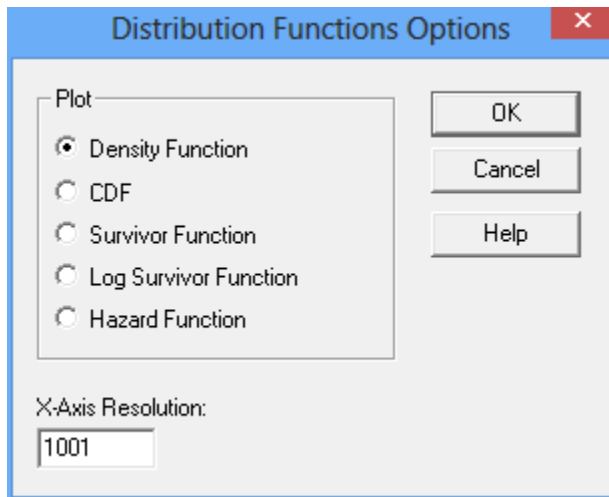 Distribution Functions Options
Plot
Density Function
CDF
Survivor Function
Log Survivor Function
Hazard Function
OK
Cancel
Help
X-Axis Resolution:
1001